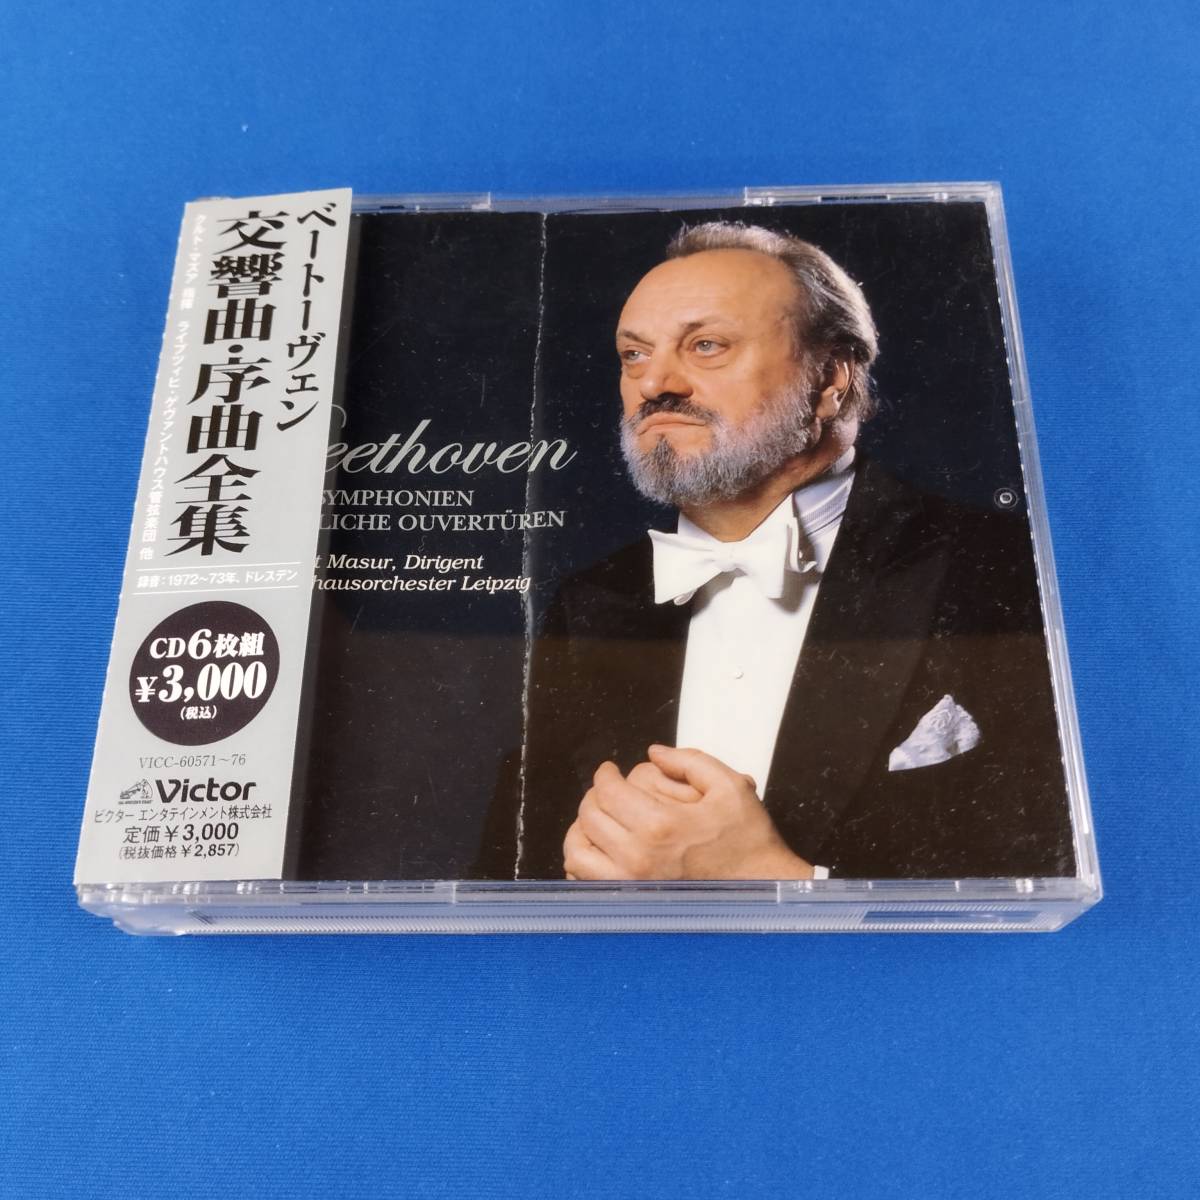 ベートーヴェン
交響曲・序曲全集
クルト・マズア 指揮 ライプツィヒ・ゲヴァントハウス管弦楽団 他
録音：1972〜73年、ドレスデン
CD6枚組
¥3,000
(税込)
VICC-60571〜76
Victor
ビクター エンタテインメント株式会社
定価¥3,000
(税抜価格¥2,857)
eethoven
SYMPHONIEN
LICHE OUVERTÜREN
t Masur, Dirigent
hausorchester Leipzig